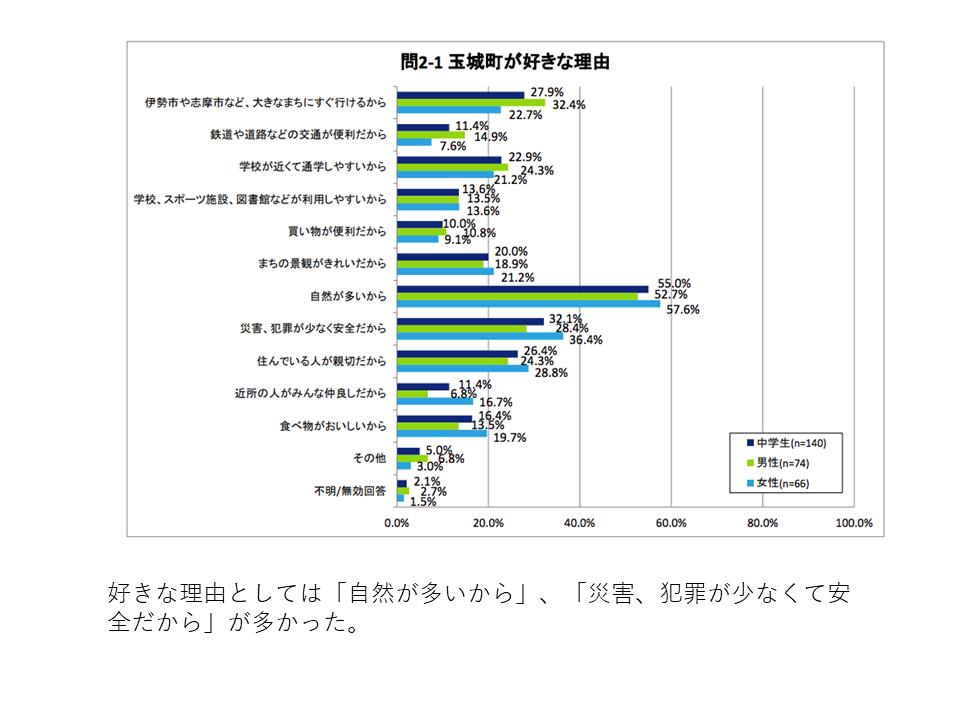 問2-1 玉城町が好きな理由
伊勢市や志摩市など、大きなまちにすぐ行けるから
27.9%
32.4%
22.7%
鉄道や道路などの交通が便利だから
11.4%
14.9%
7.6%
学校が近くて通学しやすいから
22.9%
24.3%
21.2%
学校、スポーツ施設、図書館などが利用しやすいから
13.6%
13.5%
13.6%
買い物が便利だから
10.0%
10.8%
9.1%
まちの景観がきれいだから
20.0%
18.9%
21.2%
自然が多いから
55.0%
52.7%
57.6%
災害、犯罪が少なく安全だから
32.1%
28.4%
36.4%
住んでいる人が親切だから
26.4%
24.3%
28.8%
近所の人がみんな仲良しだから
11.4%
6.8%
16.7%
食べ物がおいしいから
16.4%
13.5%
19.7%
その他
5.0%
6.8%
3.0%
不明/無効回答
2.1%
2.7%
1.5%
中学生(n=140)
男性(n=74)
女性(n=66)
0.0% 20.0% 40.0% 60.0% 80.0% 100.0%
好きな理由としては「自然が多いから」、「災害、犯罪が少なくて安
全だから」が多かった。